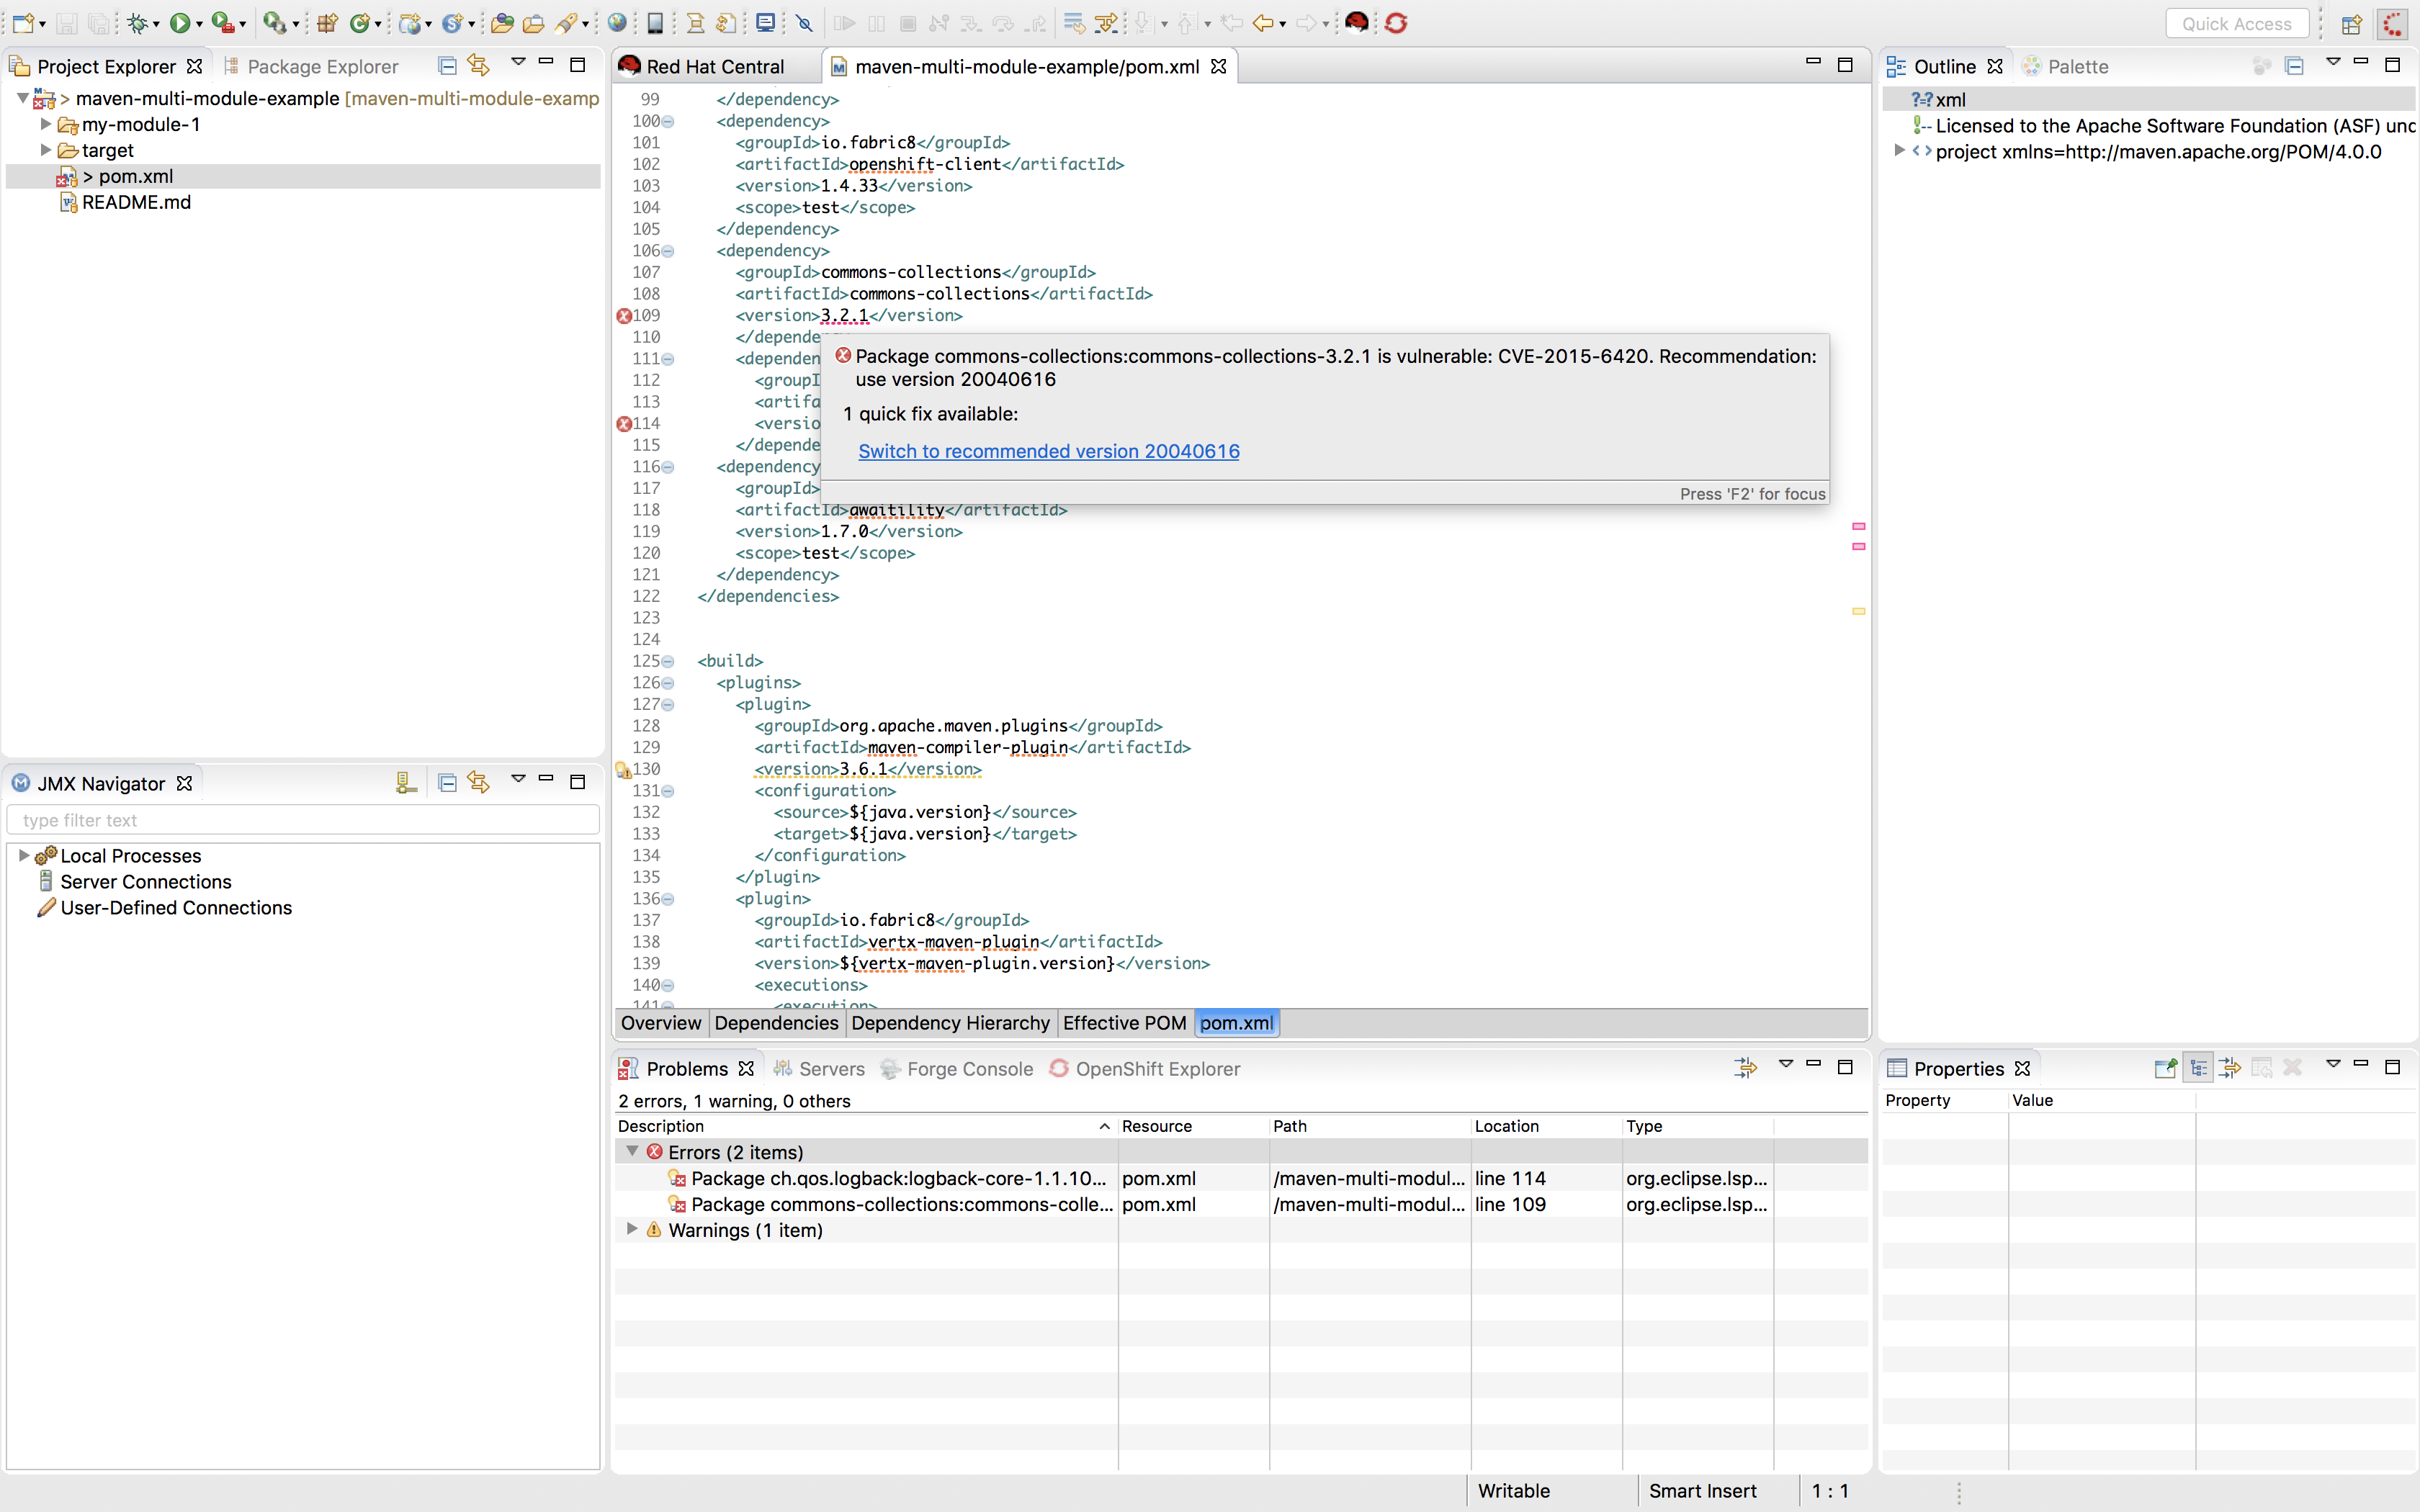 Quick Access
Project Explorer
Package Explorer
> maven-multi-module-example [maven-multi-module-examp
my-module-1
target
> pom.xml
README.md
JMX Navigator
type filter text
Local Processes
Server Connections
User-Defined Connections
Red Hat Central
maven-multi-module-example/pom.xml
99 </dependency>
100 <dependency>
101 <groupId>io.fabric8</groupId>
102 <artifactId>openshift-client</artifactId>
103 <version>1.4.33</version>
104 <scope>test</scope>
105 </dependency>
106 <dependency>
107 <groupId>commons-collections</groupId>
108 <artifactId>commons-collections</artifactId>
109 <version>3.2.1</version>
110 </depende
111 <dependen
112 <groupI
113 <artifa
114 <versio
115 </depende
116 <dependency
117 <groupId>
118 <artifactId>awaitility</artifactId>
119 <version>1.7.0</version>
120 <scope>test</scope>
121 </dependency>
122 </dependencies>
123
124
125 <build>
126 <plugins>
127 <plugin>
128 <groupId>org.apache.maven.plugins</groupId>
129 <artifactId>maven-compiler-plugin</artifactId>
130 <version>3.6.1</version>
131 <configuration>
132 <source>${java.version}</source>
133 <target>${java.version}</target>
134 </configuration>
135 </plugin>
136 <plugin>
137 <groupId>io.fabric8</groupId>
138 <artifactId>vertx-maven-plugin</artifactId>
139 <version>${vertx-maven-plugin.version}</version>
140 <executions>
141 <execution>
Package commons-collections:commons-collections-3.2.1 is vulnerable: CVE-2015-6420. Recommendation:
use version 20040616
1 quick fix available:
Switch to recommended version 20040616
Press 'F2' for focus
Overview Dependencies Dependency Hierarchy Effective POM pom.xml
Outline
Palette
?=? xml
Licensed to the Apache Software Foundation (ASF) und
project xmlns=http://maven.apache.org/POM/4.0.0
Problems
Servers
Forge Console
OpenShift Explorer
2 errors, 1 warning, 0 others
Description Resource Path Location Type
Errors (2 items)
Package ch.qos.logback:logback-core-1.1.10... pom.xml /maven-multi-modul... line 114 org.eclipse.lsp...
Package commons-collections:commons-colle... pom.xml /maven-multi-modul... line 109 org.eclipse.lsp...
Warnings (1 item)
Properties
Property Value
Writable Smart Insert 1 : 1